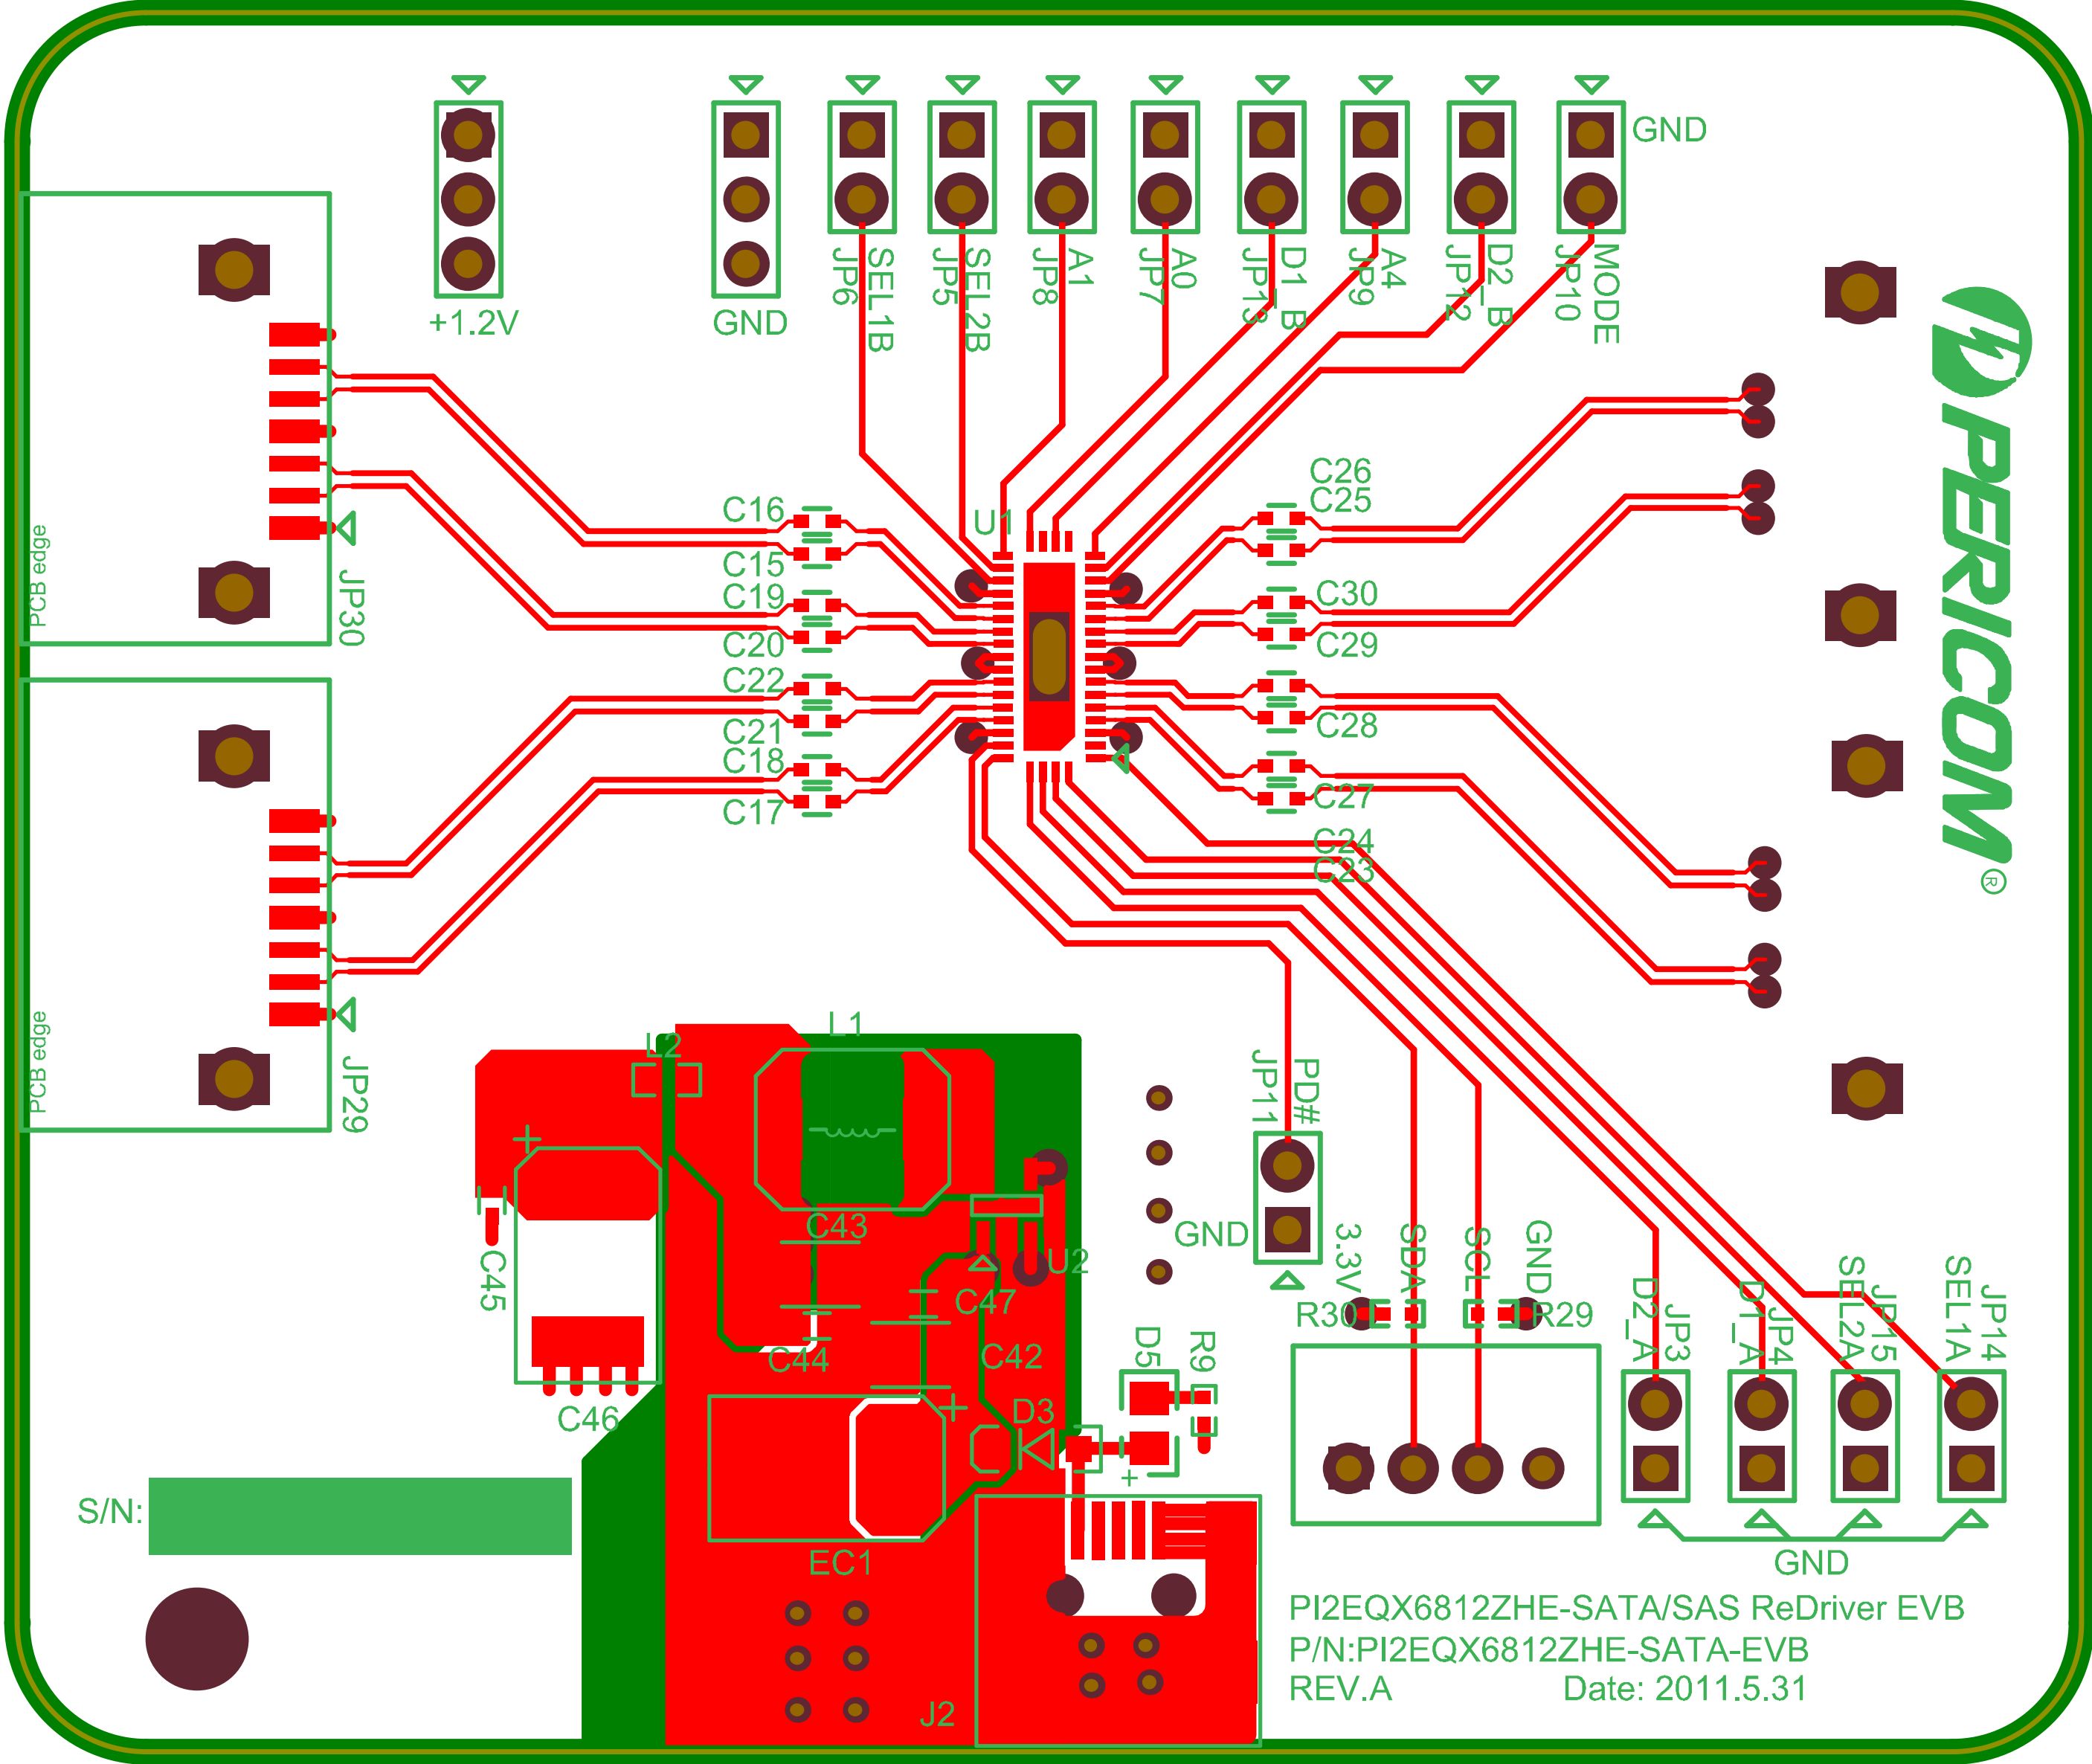 GND
+1.2V
GND
JP6
SEL1B
JP5
SEL2B
JP8
A1
JP7
A0
JP13
D1_B
JP9
A4
JP12
D2_B
JP10
MODE
PERICOM
®
C26
C25
C16
U1
C15
C19
C30
C20
C29
C22
C21
C28
C18
C17
C27
C24
C23
PCB edge
JP30
PCB edge
JP29
L2
L1
+
C45
C46
C43
U2
C47
C44
C42
+
D3
D5
R9
+
EC1
J2
JP11
PD#
GND
3.3V
SDA
SCL
GND
R30
R29
D2_A
JP3
D1_A
JP4
SEL2A
JP15
SEL1A
JP14
GND
S/N:
PI2EQX6812ZHE-SATA/SAS ReDriver EVB
P/N:PI2EQX6812ZHE-SATA-EVB
REV.A Date: 2011.5.31